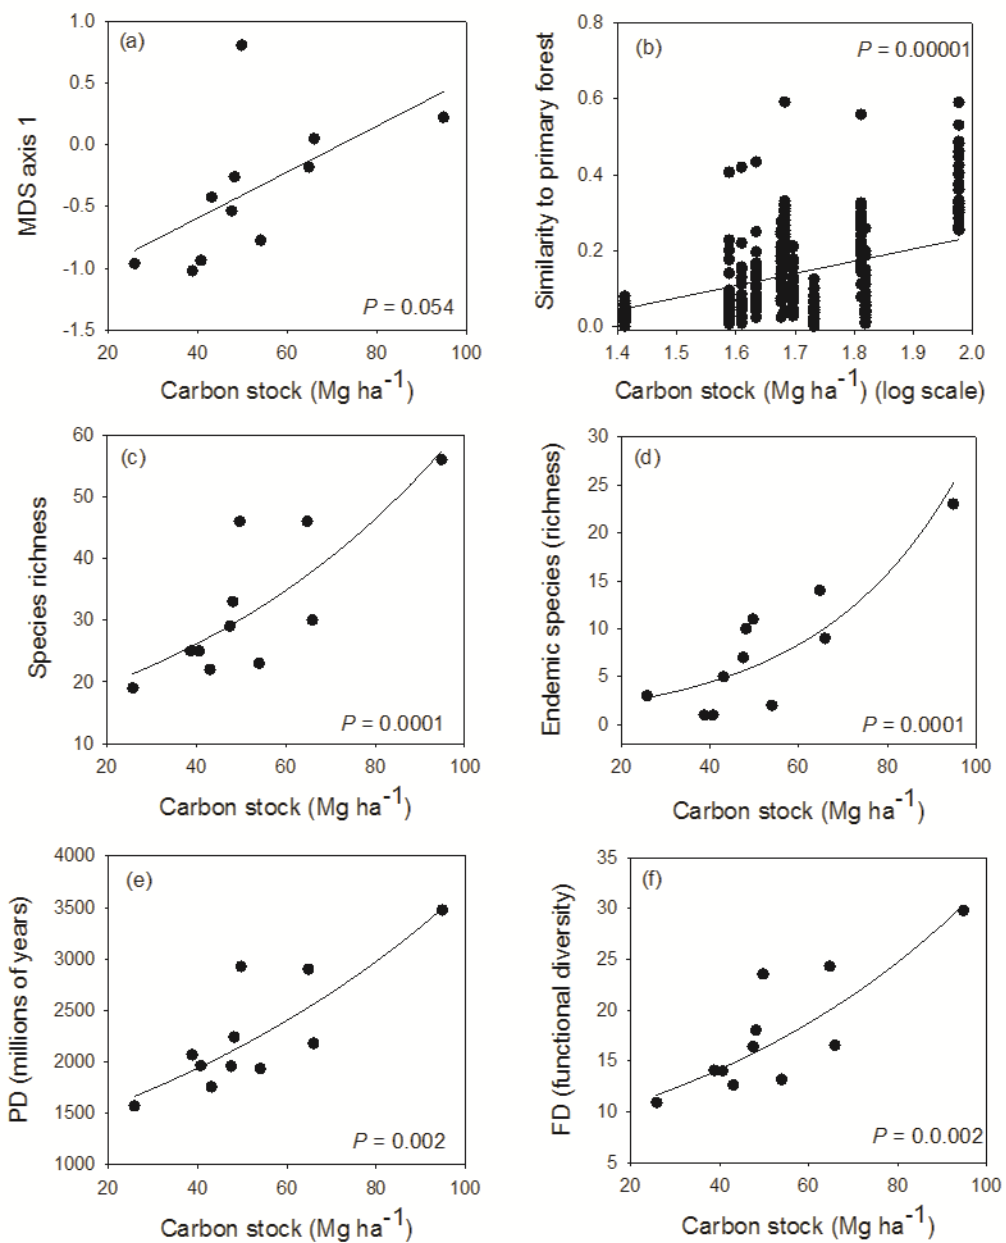 (a)
P = 0.054
MDS axis 1
1.0
0.5
0.0
-0.5
-1.0
-1.5
20 40 60 80 100
Carbon stock (Mg ha⁻¹)
(b)
P = 0.00001
Similarity to primary forest
0.8
0.6
0.4
0.2
0.0
1.4 1.5 1.6 1.7 1.8 1.9 2.0
Carbon stock (Mg ha⁻¹) (log scale)
(c)
P = 0.0001
Species richness
60
50
40
30
20
10
20 40 60 80 100
Carbon stock (Mg ha⁻¹)
(d)
P = 0.0001
Endemic species (richness)
30
25
20
15
10
5
0
20 40 60 80 100
Carbon stock (Mg ha⁻¹)
(e)
P = 0.002
PD (millions of years)
4000
3500
3000
2500
2000
1500
1000
20 40 60 80 100
Carbon stock (Mg ha⁻¹)
(f)
P = 0.0.002
FD (functional diversity)
35
30
25
20
15
10
5
20 40 60 80 100
Carbon stock (Mg ha⁻¹)